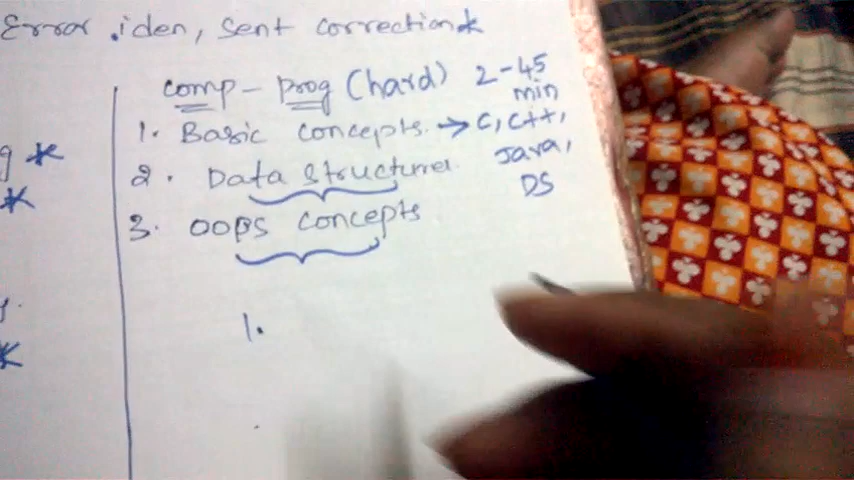 Error .iden, Sent correction*
comp - prog (hard) 2-45 min
1. Basic concepts. → C, C++, Java, DS
2. Data structures
3. OOPS concepts
1.
g *
*
*